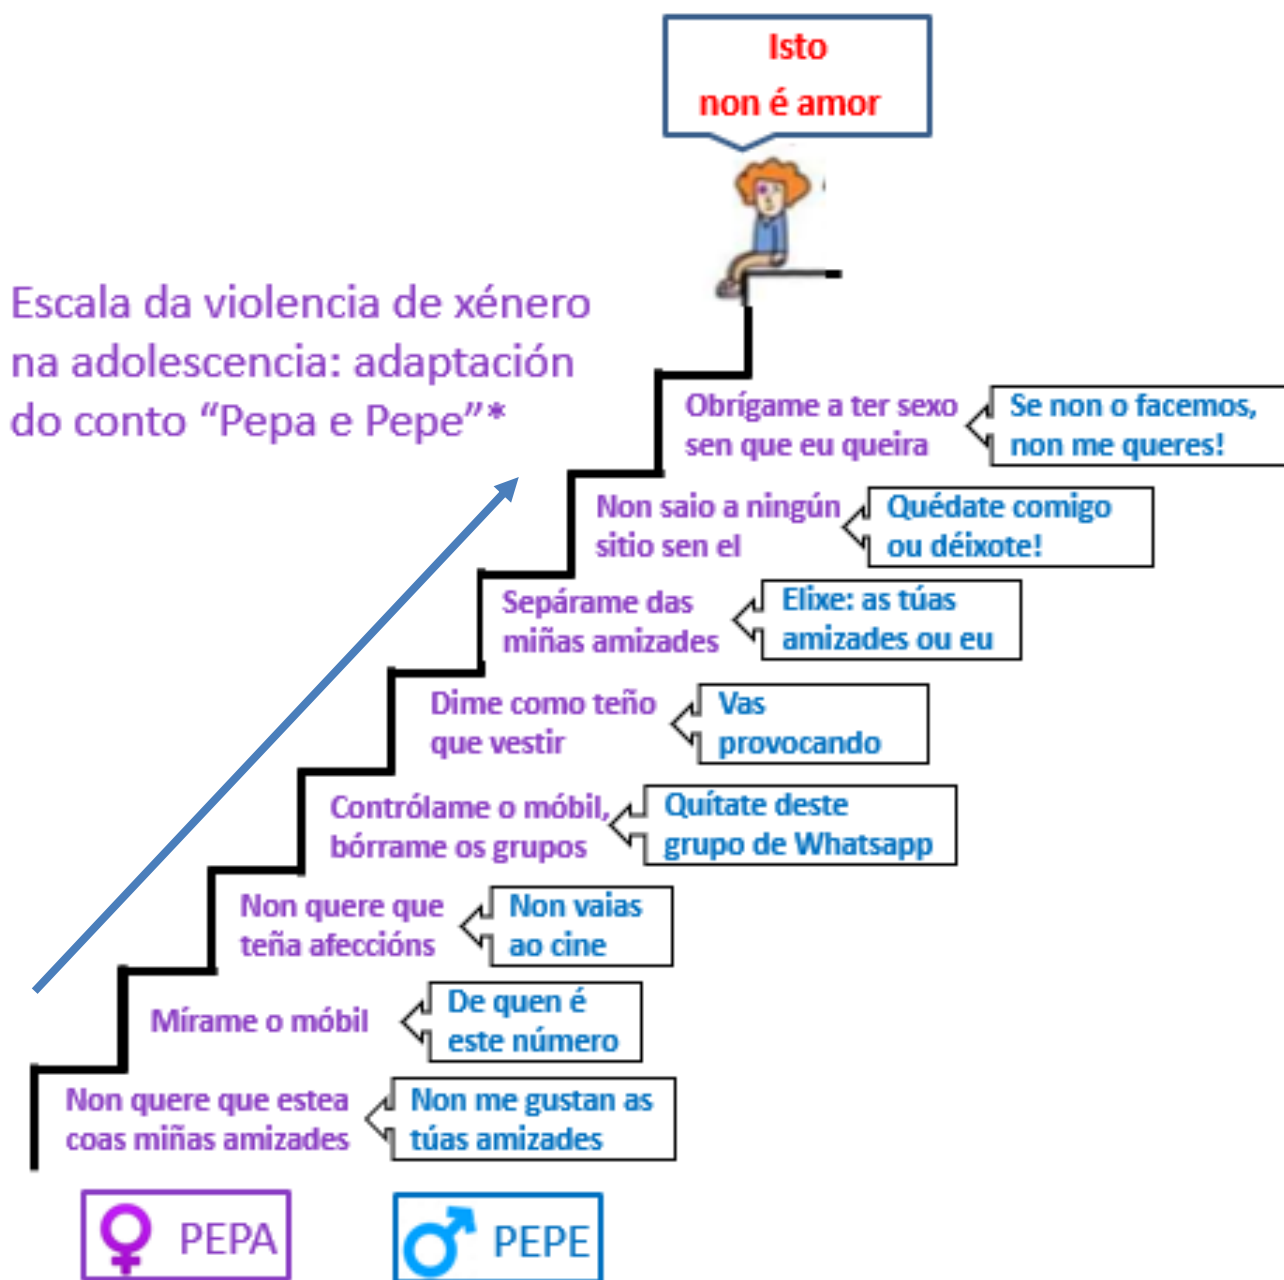 Isto
non é amor
Escala da violencia de xénero
na adolescencia: adaptación
do conto “Pepa e Pepe”*
Obrígame a ter sexo
sen que eu queira
Se non o facemos,
non me queres!
Non saio a ningún
sitio sen el
Quédate comigo
ou déixote!
Sepárame das
miñas amizades
Elixe: as túas
amizades ou eu
Dime como teño
que vestir
Vas
provocando
Contrólame o móbil,
bórrame os grupos
Quítate deste
grupo de Whatsapp
Non quere que
teña afeccións
Non vaias
ao cine
Mírame o móbil
De quen é
este número
Non quere que estea
coas miñas amizades
Non me gustan as
túas amizades
PEPA
PEPE